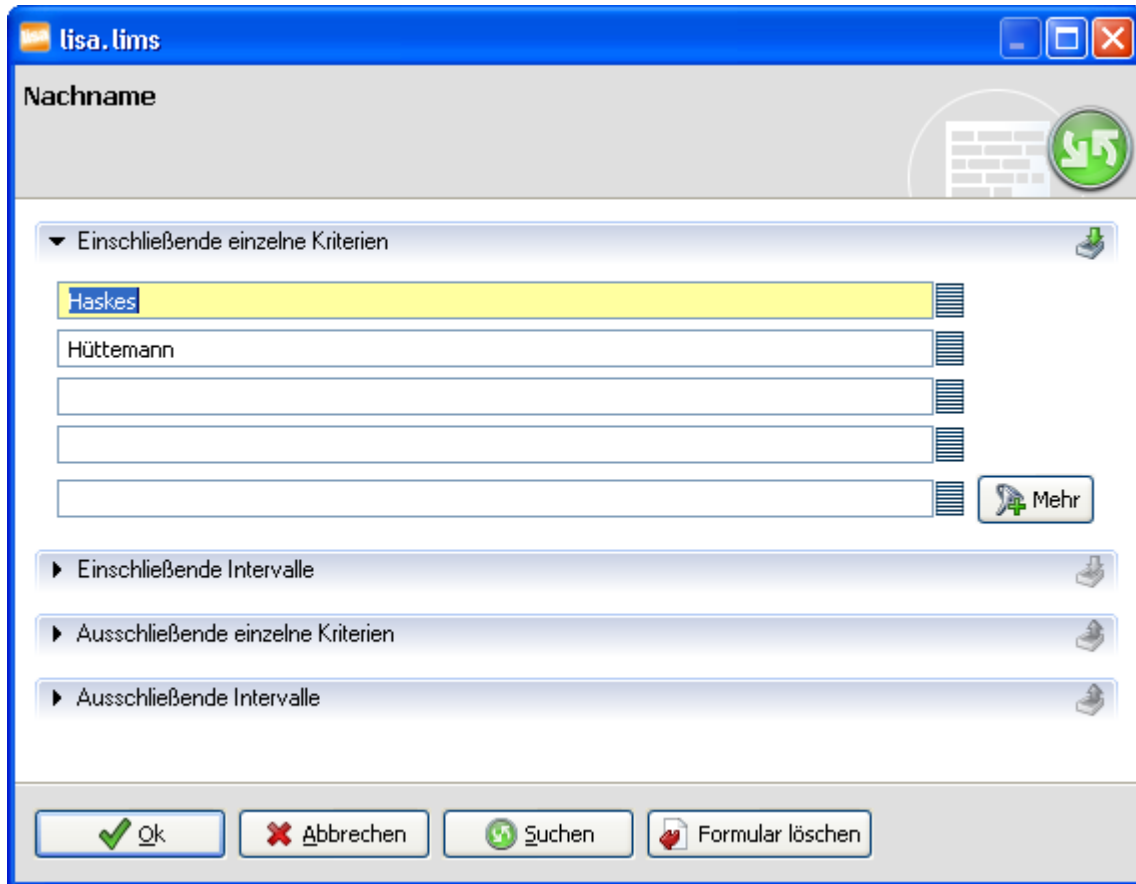 lisa.lims
Nachname
Einschließende einzelne Kriterien
Haskes
Hüttemann
Mehr
Einschließende Intervalle
Ausschließende einzelne Kriterien
Ausschließende Intervalle
Ok Abbrechen Suchen Formular löschen